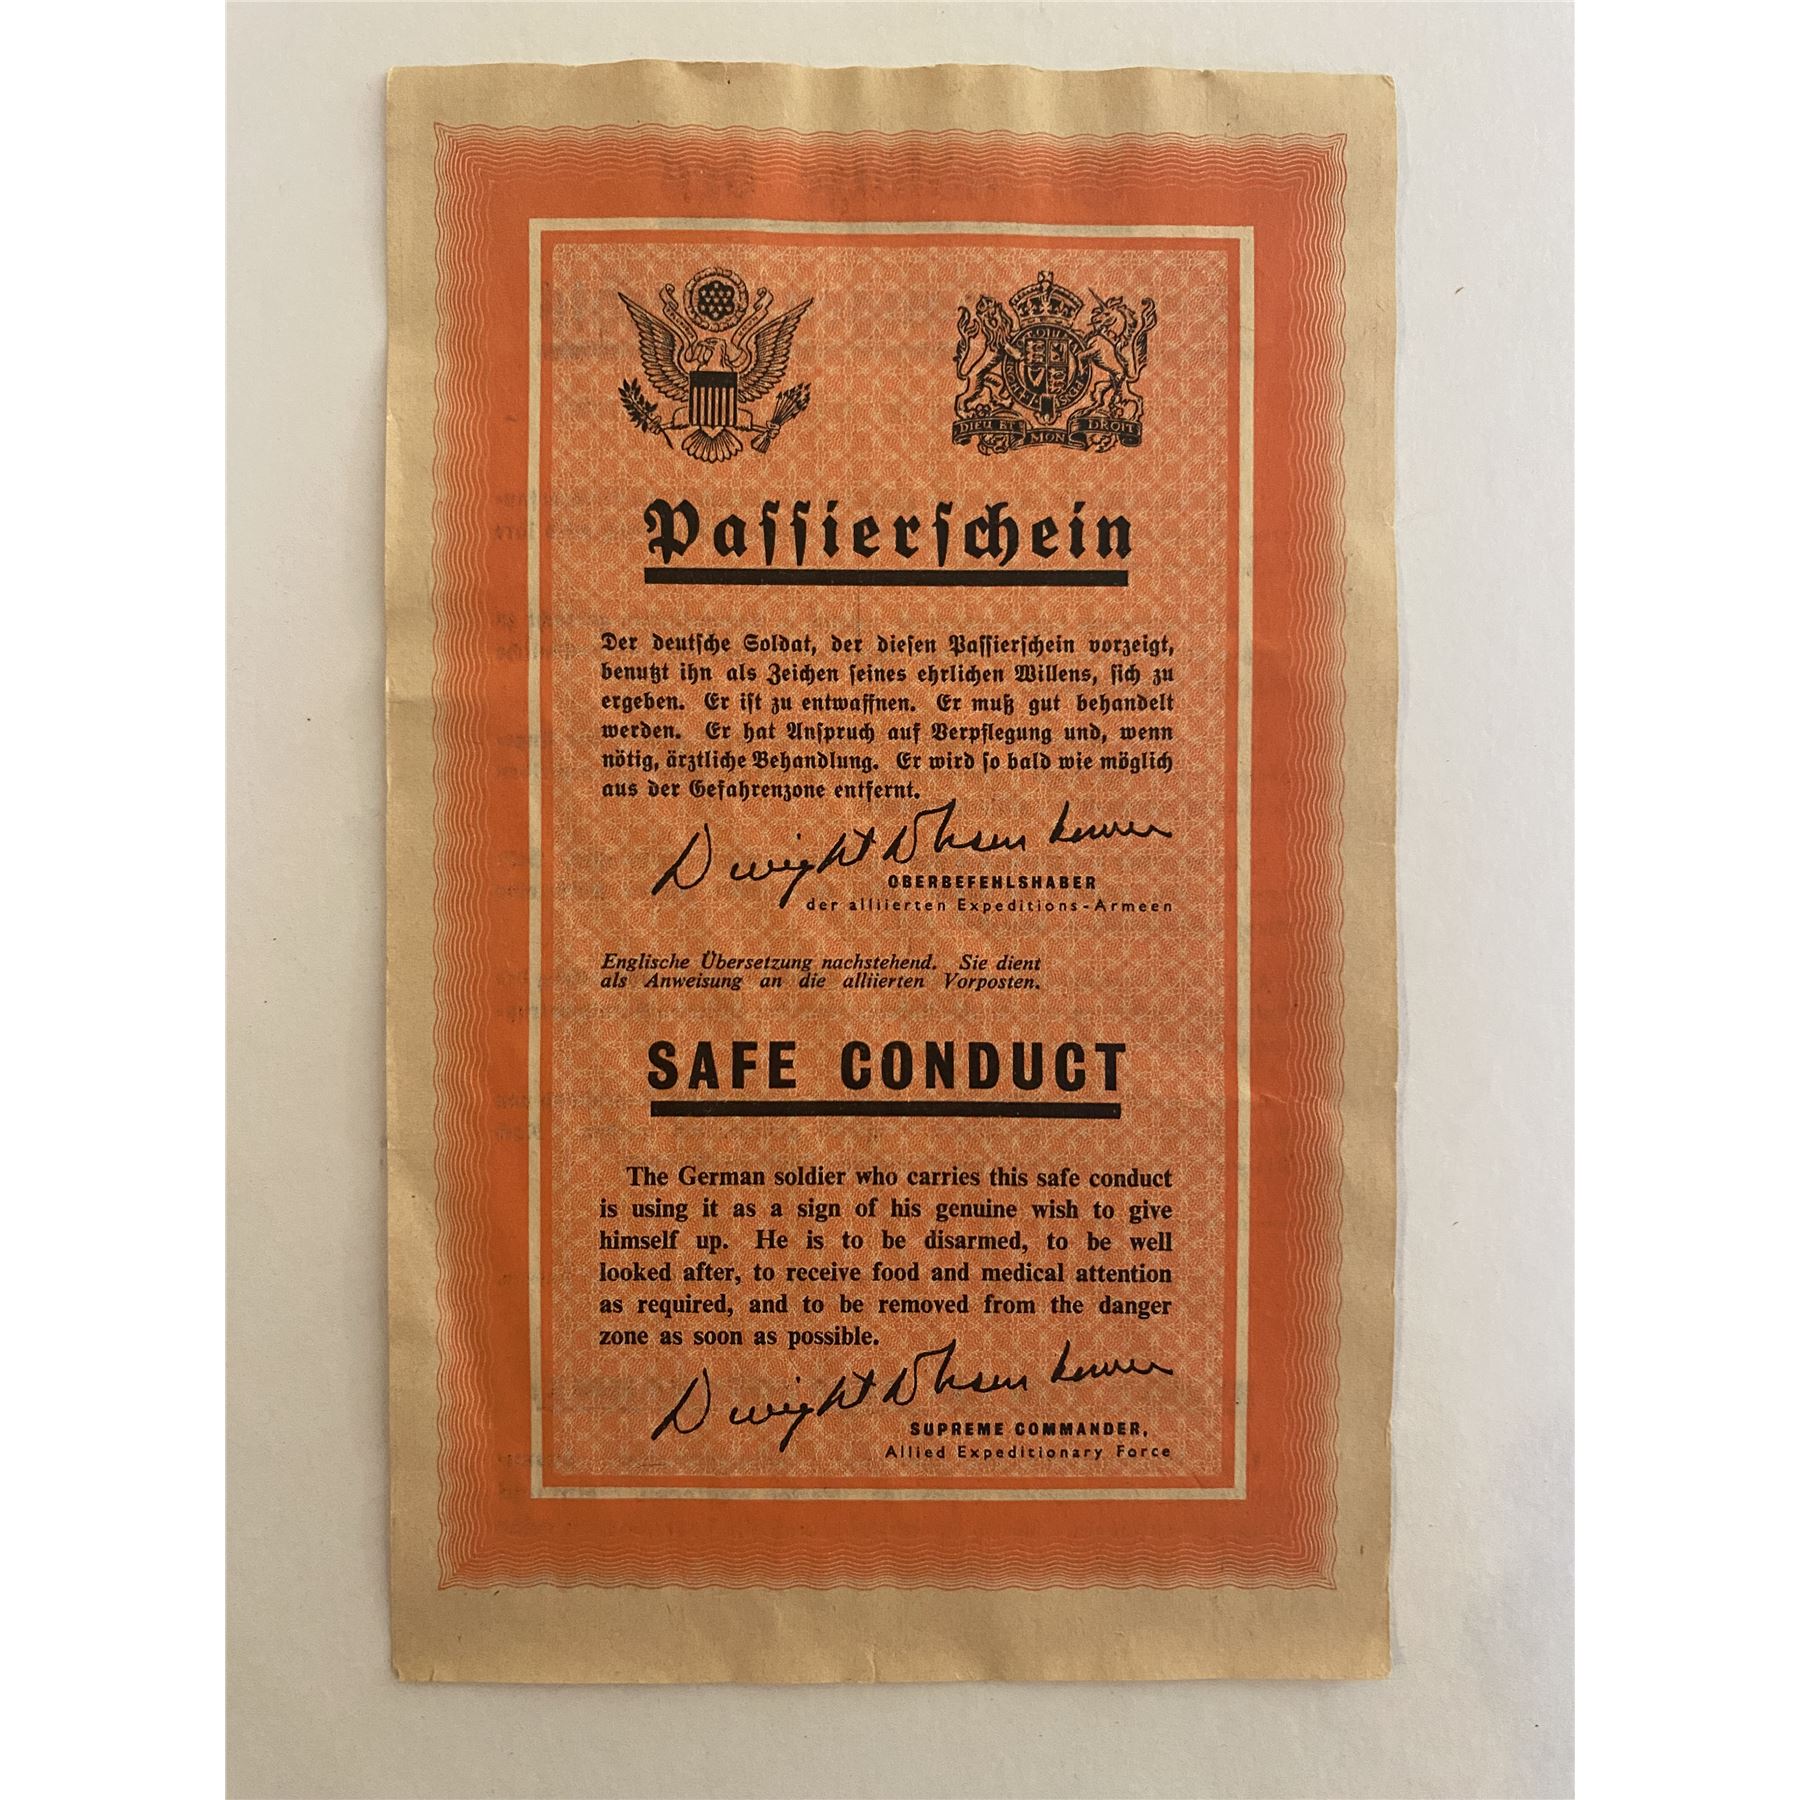 DIEU ET MON DROIT
Paſſierſchein
Der deutſche Soldat, der dieſen Paſſierſchein vorzeigt,
benutzt ihn als Zeichen ſeines ehrlichen Willens, ſich zu
ergeben. Er iſt zu entwaffnen. Er muß gut behandelt
werden. Er hat Anſpruch auf Verpflegung und, wenn
nötig, ärztliche Behandlung. Er wird ſo bald wie möglich
aus der Gefahrenzone entfernt.
Dwight D Eisenhower
OBERBEFEHLSHABER
der alliierten Expeditions-Armeen
Englische Übersetzung nachstehend. Sie dient
als Anweisung an die alliierten Vorposten.
SAFE CONDUCT
The German soldier who carries this safe conduct
is using it as a sign of his genuine wish to give
himself up. He is to be disarmed, to be well
looked after, to receive food and medical attention
as required, and to be removed from the danger
zone as soon as possible.
Dwight D Eisenhower
SUPREME COMMANDER,
Allied Expeditionary Force